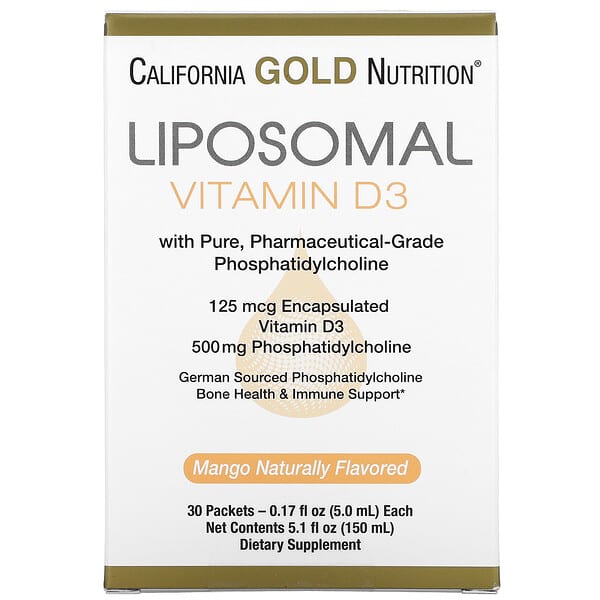 CALIFORNIA GOLD NUTRITION®
LIPOSOMAL
VITAMIN D3
with Pure, Pharmaceutical-Grade
Phosphatidylcholine
125 mcg Encapsulated
Vitamin D3
500mg Phosphatidylcholine
German Sourced Phosphatidylcholine
Bone Health & Immune Support*
Mango Naturally Flavored
30 Packets – 0.17 fl oz (5.0 mL) Each
Net Contents 5.1 fl oz (150 mL)
Dietary Supplement